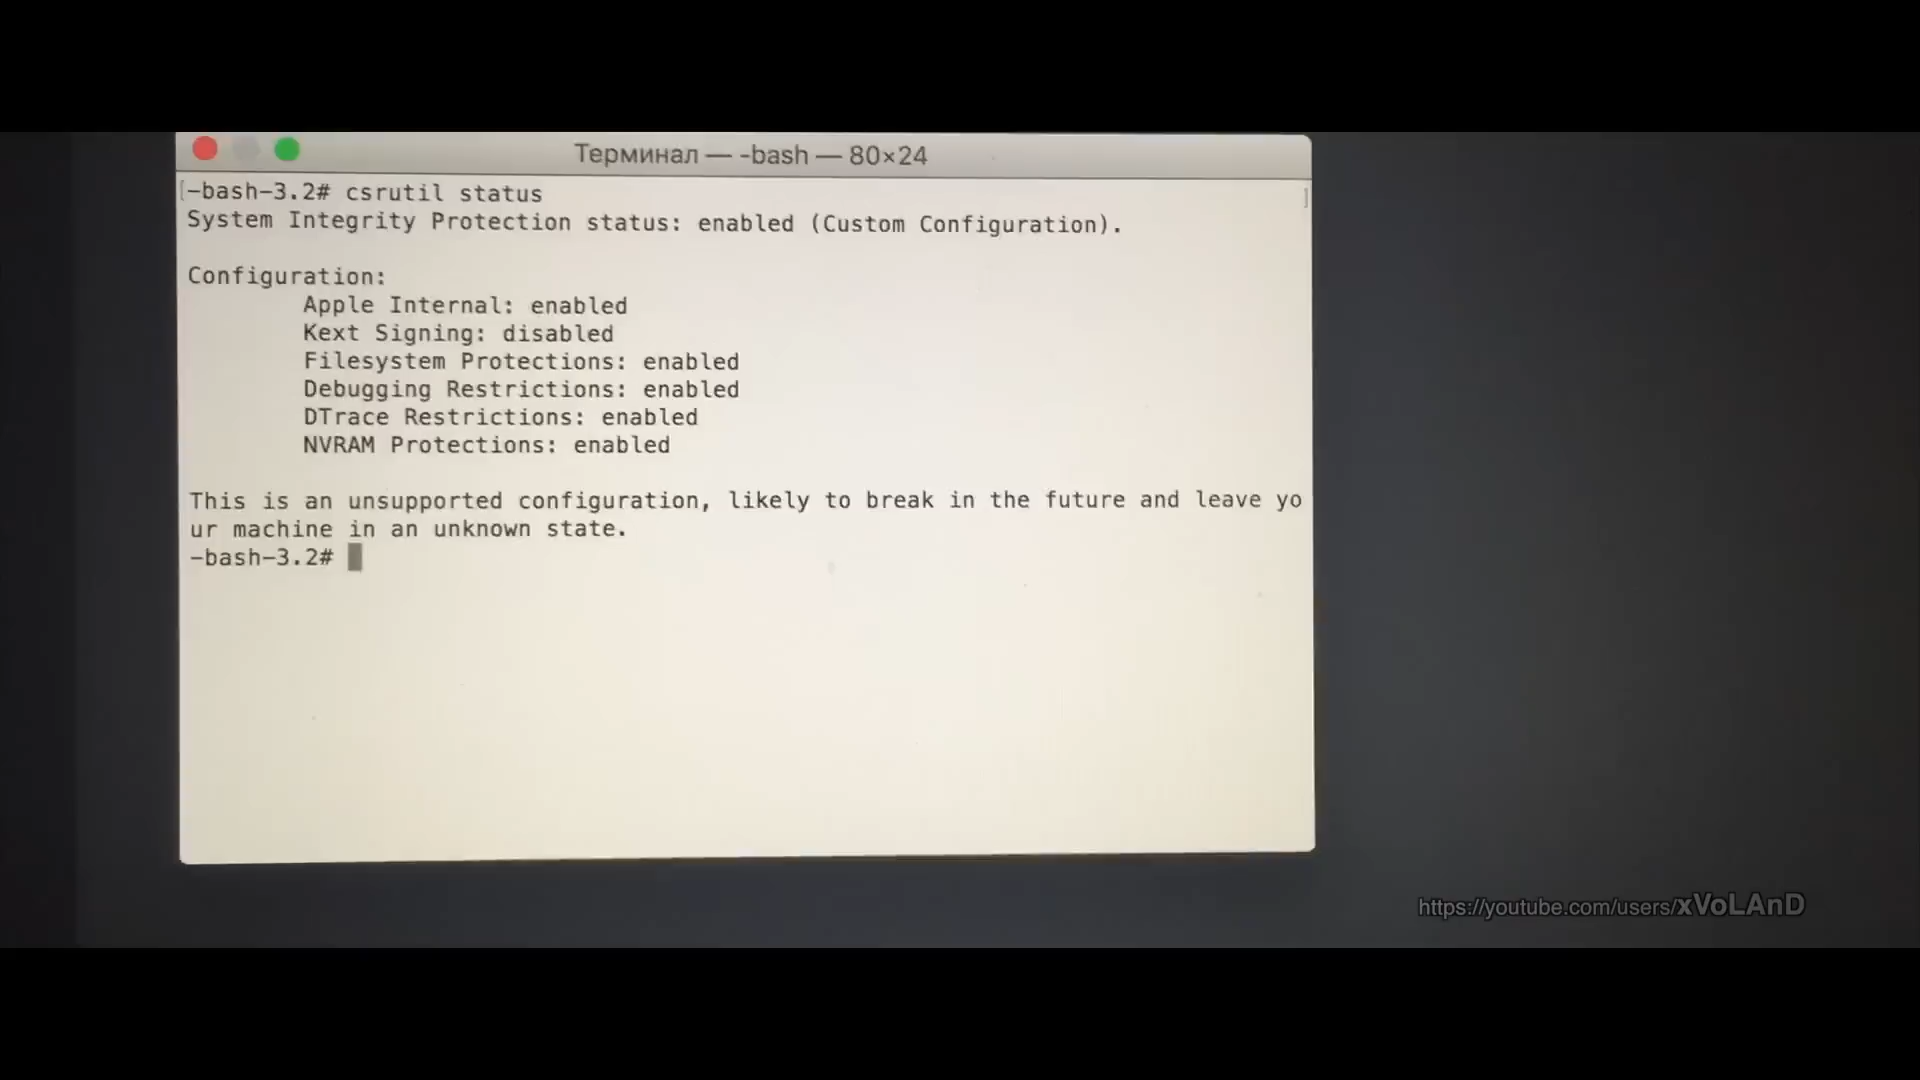 Терминал — -bash — 80×24
[-bash-3.2# csrutil status ]
System Integrity Protection status: enabled (Custom Configuration).
Configuration:
Apple Internal: enabled
Kext Signing: disabled
Filesystem Protections: enabled
Debugging Restrictions: enabled
DTrace Restrictions: enabled
NVRAM Protections: enabled
This is an unsupported configuration, likely to break in the future and leave yo
ur machine in an unknown state.
-bash-3.2#
https://youtube.com/users/xVoLAnD